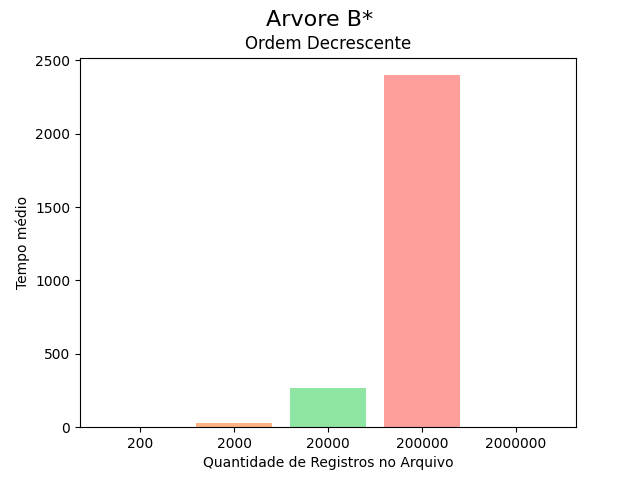 Arvore B*
Ordem Decrescente
2500
2000
1500
1000
500
0
Tempo médio
200 2000 20000 200000 2000000
Quantidade de Registros no Arquivo